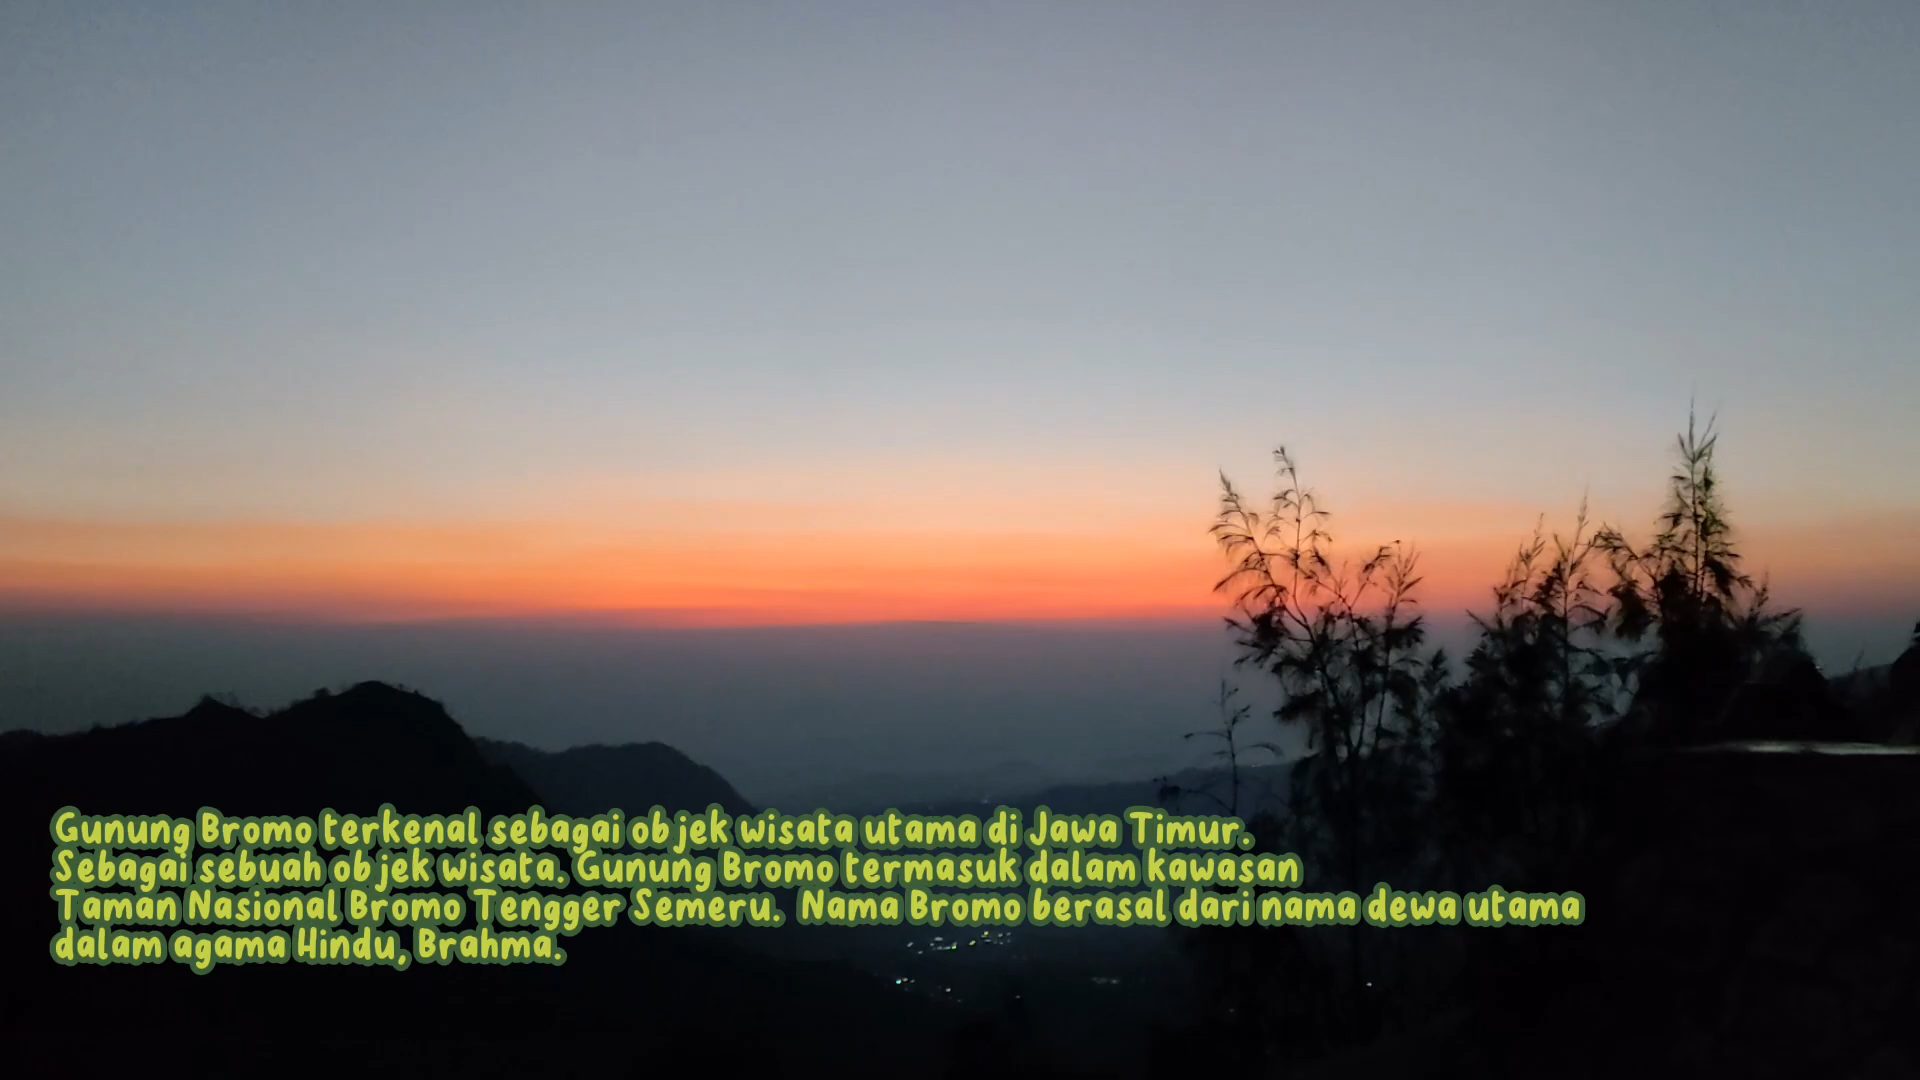 Gunung Bromo terkenal sebagai objek wisata utama di Jawa Timur.
Sebagai sebuah objek wisata. Gunung Bromo termasuk dalam kawasan
Taman Nasional Bromo Tengger Semeru. Nama Bromo berasal dari nama dewa utama
dalam agama Hindu, Brahma.